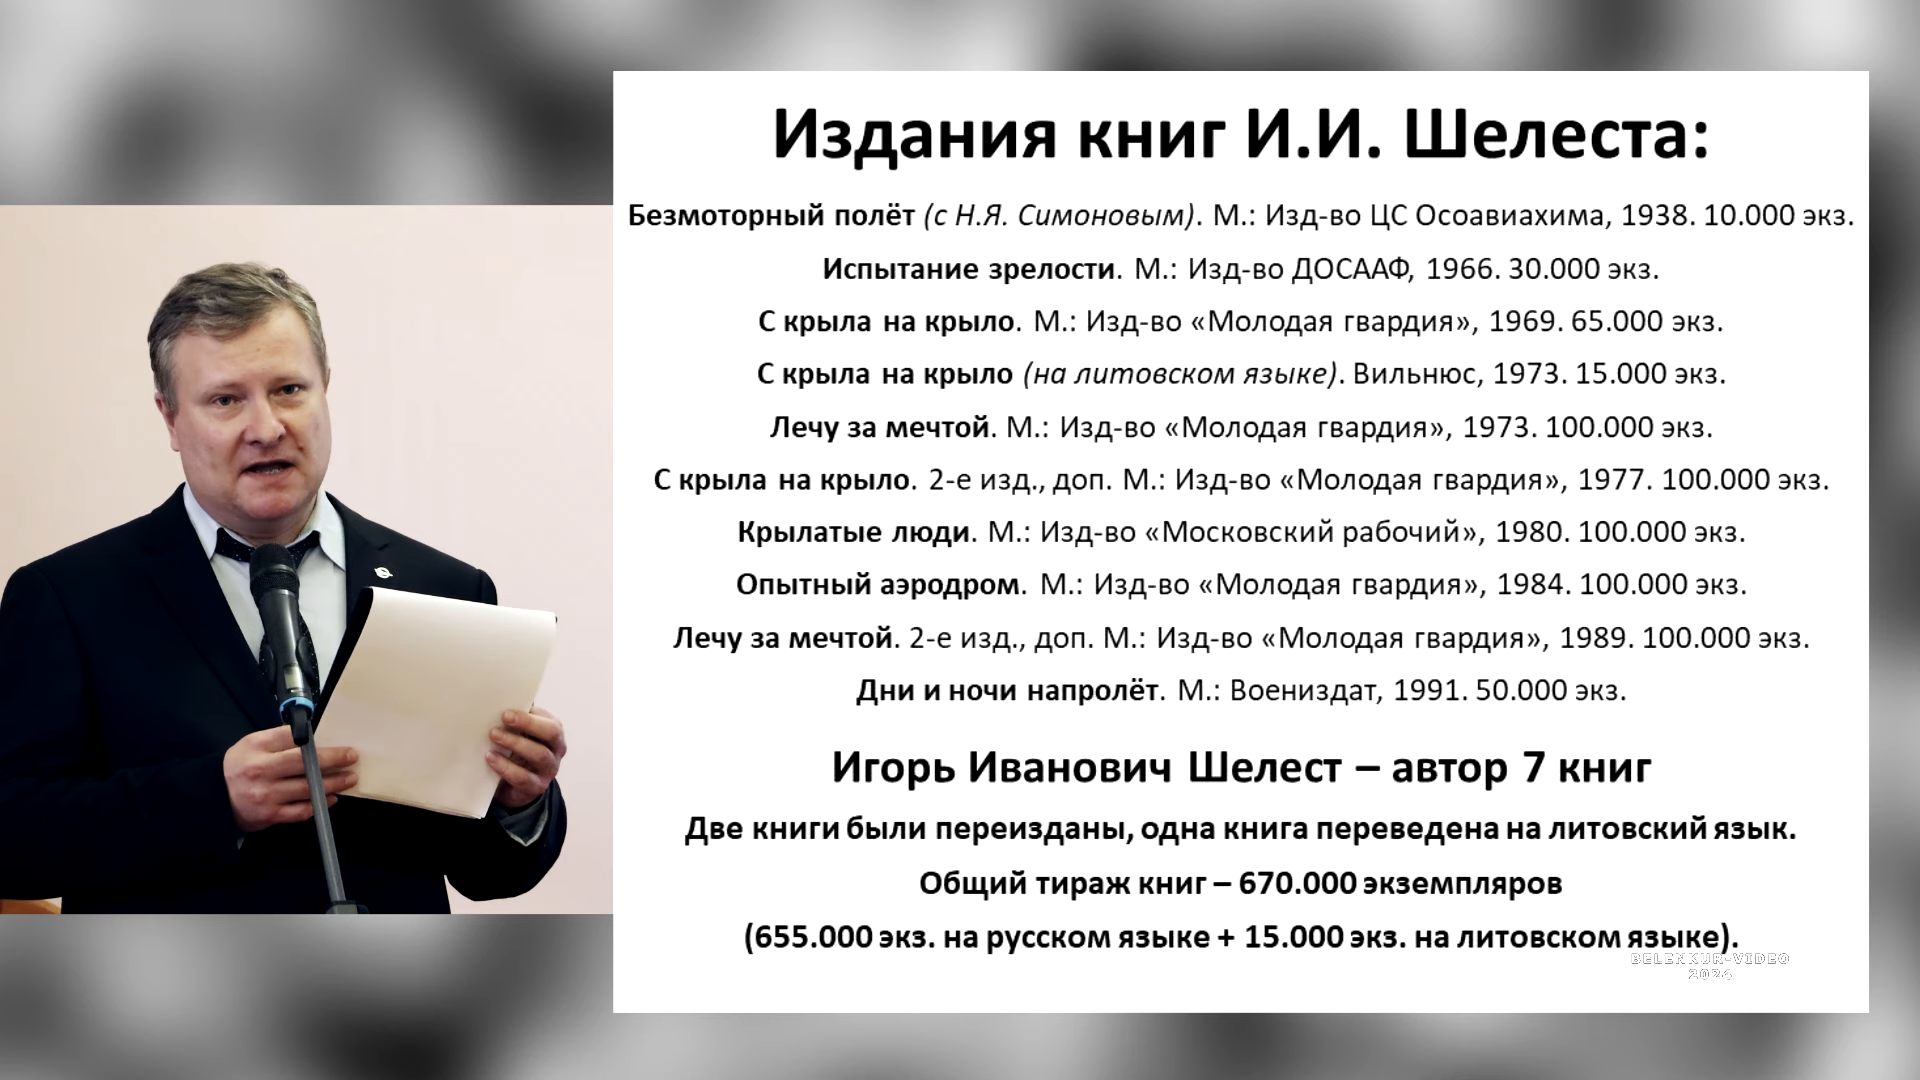 Издания книг И.И. Шелеста:
Безмоторный полёт (с Н.Я. Симоновым). М.: Изд-во ЦС Осоавиахима, 1938. 10.000 экз.
Испытание зрелости. М.: Изд-во ДОСААФ, 1966. 30.000 экз.
С крыла на крыло. М.: Изд-во «Молодая гвардия», 1969. 65.000 экз.
С крыла на крыло (на литовском языке). Вильнюс, 1973. 15.000 экз.
Лечу за мечтой. М.: Изд-во «Молодая гвардия», 1973. 100.000 экз.
С крыла на крыло. 2-е изд., доп. М.: Изд-во «Молодая гвардия», 1977. 100.000 экз.
Крылатые люди. М.: Изд-во «Московский рабочий», 1980. 100.000 экз.
Опытный аэродром. М.: Изд-во «Молодая гвардия», 1984. 100.000 экз.
Лечу за мечтой. 2-е изд., доп. М.: Изд-во «Молодая гвардия», 1989. 100.000 экз.
Дни и ночи напролёт. М.: Воениздат, 1991. 50.000 экз.
Игорь Иванович Шелест – автор 7 книг
Две книги были переизданы, одна книга переведена на литовский язык.
Общий тираж книг – 670.000 экземпляров
(655.000 экз. на русском языке + 15.000 экз. на литовском языке).
BELENKUR-VIDEO
2024